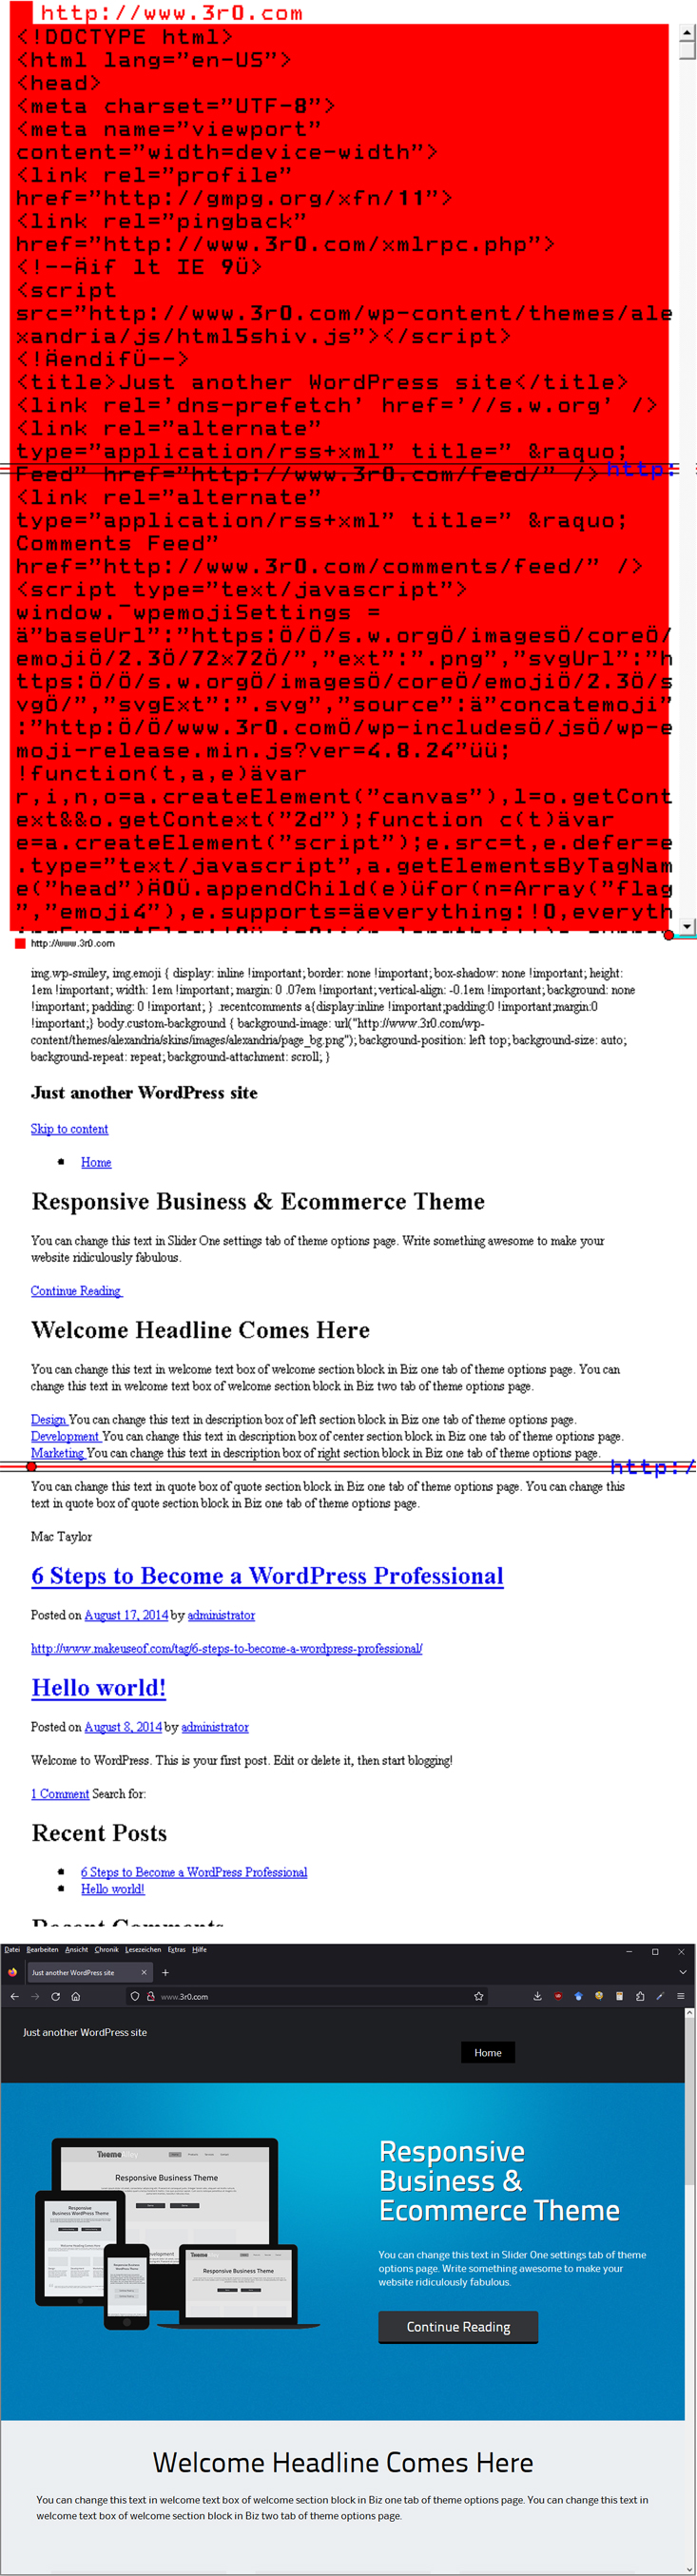 http://www.3r0.com
<!DOCTYPE html>
<html lang="en-US">
<head>
<meta charset="UTF-8">
<meta name="viewport"
content="width=device-width">
<link rel="profile"
href="http://gmpg.org/xfn/11">
<link rel="pingback"
href="http://www.3r0.com/xmlrpc.php">
<!--Äif lt IE 9Ü>
<script
src="http://www.3r0.com/wp-content/themes/ale
xandria/js/html5shiv.js"></script>
<!Äendifü-->
<title>Just another WordPress site</title>
<link rel='dns-prefetch' href='//s.w.org' />
<link rel="alternate"
type="application/rss+xml" title=" &raquo;
Feed" href="http://www.3r0.com/feed/" />
http:
<link rel="alternate"
type="application/rss+xml" title=" &raquo;
Comments Feed"
href="http://www.3r0.com/comments/feed/" />
<script type="text/javascript">
window.¯wpemojiSettings =
ä"baseUrl":"https:Ö/Ö/s.w.orgÖ/imagesÖ/coreÖ/
emojiÖ/2.3Ö/72x72Ö/","ext":".png","svgUrl":"h
ttps:Ö/Ö/s.w.orgÖ/imagesÖ/coreÖ/emojiÖ/2.3Ö/s
vgÖ/","svgExt":".svg","source":ä"concatemoji"
:"http:Ö/Ö/www.3r0.comÖ/wp-includesÖ/jsÖ/wp-e
moji-release.min.js?ver=4.8.24"üü;
!function(t,a,e)ävar
r,i,n,o=a.createElement("canvas"),l=o.getCont
ext&&o.getContext("2d");function c(t)ävar
e=a.createElement("script");e.src=t,e.defer=e
.type="text/javascript",a.getElementsByTagNam
e("head")Ä0Ü.appendChild(e)üfor(n=Array("flag
","emoji4"),e.supports=äeverything:!0,everyth
http://www.3r0.com
img.wp-smiley, img.emoji { display: inline !important; border: none !important; box-shadow: none !important; height:
1em !important; width: 1em !important; margin: 0 .07em !important; vertical-align: -0.1em !important; background: none
!important; padding: 0 !important; } .recentcomments a{display:inline !important;padding:0 !important;margin:0
!important;} body.custom-background { background-image: url("http://www.3r0.com/wp-
content/themes/alexandria/skins/images/alexandria/page_bg.png"); background-position: left top; background-size: auto;
background-repeat: repeat; background-attachment: scroll; }
Just another WordPress site
Skip to content
Home
Responsive Business & Ecommerce Theme
You can change this text in Slider One settings tab of theme options page. Write something awesome to make your
website ridiculously fabulous.
Continue Reading
Welcome Headline Comes Here
You can change this text in welcome text box of welcome section block in Biz one tab of theme options page. You can
change this text in welcome text box of welcome section block in Biz two tab of theme options page.
Design You can change this text in description box of left section block in Biz one tab of theme options page.
Development You can change this text in description box of center section block in Biz one tab of theme options page.
Marketing You can change this text in description box of right section block in Biz one tab of theme options page.
http:/
You can change this text in quote box of quote section block in Biz one tab of theme options page. You can change this
text in quote box of quote section block in Biz one tab of theme options page.
Mac Taylor
6 Steps to Become a WordPress Professional
Posted on August 17, 2014 by administrator
http://www.makeuseof.com/tag/6-steps-to-become-a-wordpress-professional/
Hello world!
Posted on August 8, 2014 by administrator
Welcome to WordPress. This is your first post. Edit or delete it, then start blogging!
1 Comment Search for:
Recent Posts
6 Steps to Become a WordPress Professional
Hello world!
Recent Comments
Datei Bearbeiten Ansicht Chronik Lesezeichen Extras Hilfe
Just another WordPress site
www.3r0.com
Just another WordPress site
Home
Responsive Business Theme
Responsive
Business WordPress Theme
Responsive Business Theme
Responsive
Business &
Ecommerce Theme
You can change this text in Slider One settings tab of theme
options page. Write something awesome to make your
website ridiculously fabulous.
Continue Reading
Welcome Headline Comes Here
You can change this text in welcome text box of welcome section block in Biz one tab of theme options page. You can change this text in
welcome text box of welcome section block in Biz two tab of theme options page.